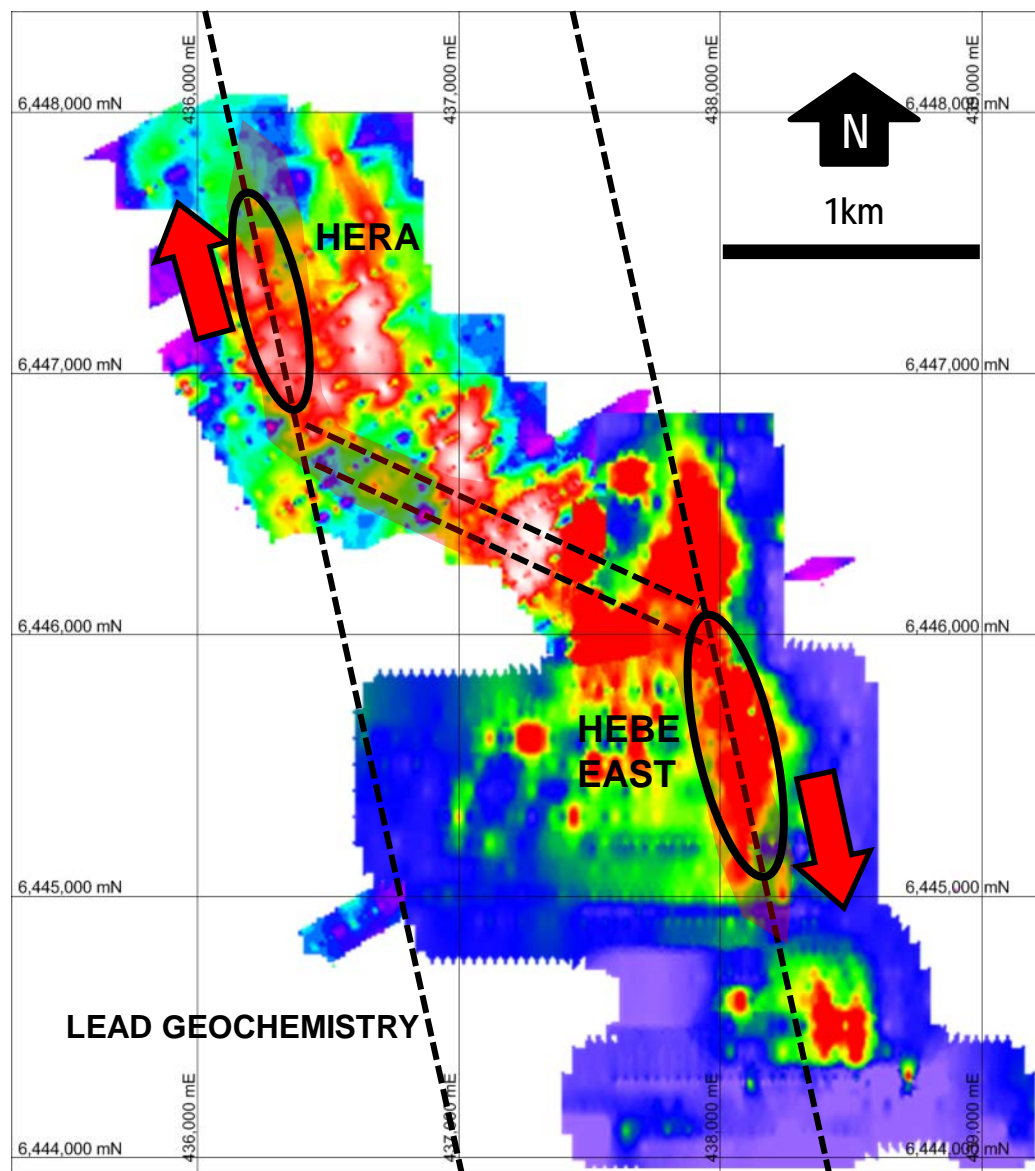 436,000 mE
437,000 mE
438,000 mE
439,000 mE
6,448,000 mN
6,448,000 mN
N
1km
HERA
6,447,000 mN
6,447,000 mN
6,446,000 mN
6,446,000 mN
HEBE
EAST
6,445,000 mN
6,445,000 mN
LEAD GEOCHEMISTRY
436,000 mE
437,000 mE
438,000 mE
439,000 mE
6,444,000 mN
6,444,000 mN